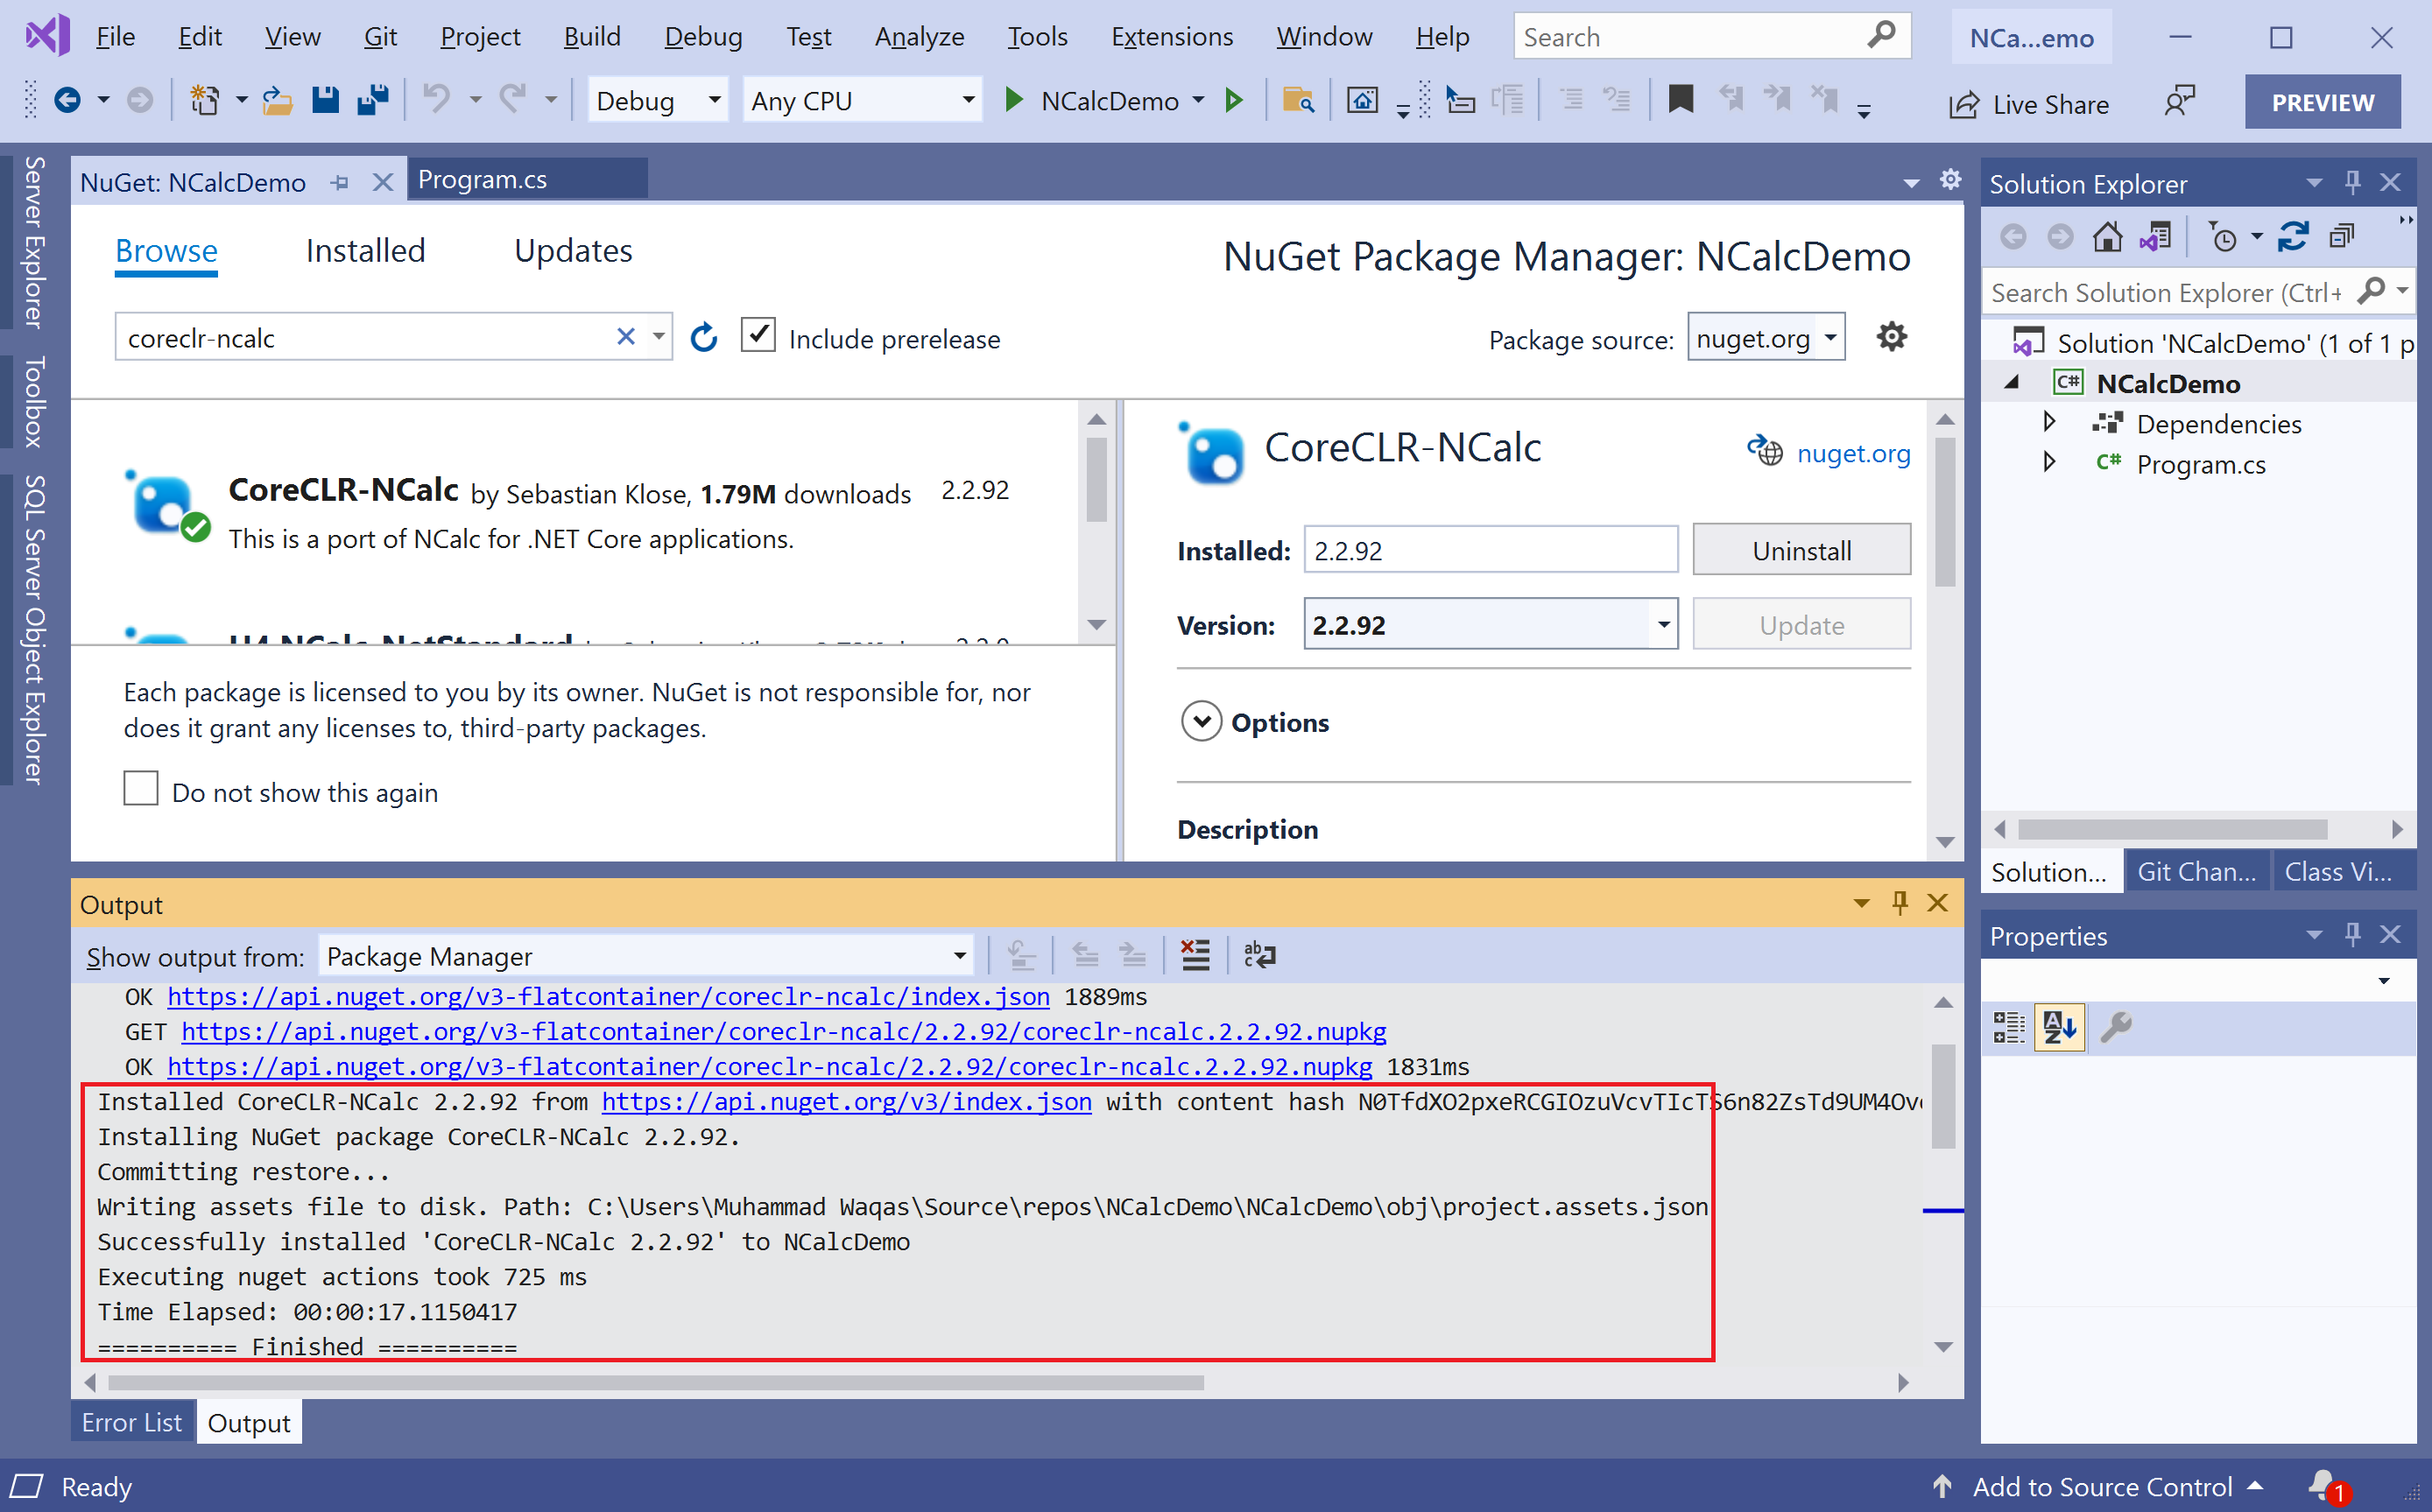 File Edit View Git Project Build Debug Test Analyze Tools Extensions Window Help Search NCa...emo
Debug Any CPU NCalcDemo Live Share PREVIEW
Server Explorer
Toolbox
SQL Server Object Explorer
NuGet: NCalcDemo Program.cs
Browse Installed Updates
NuGet Package Manager: NCalcDemo
coreclr-ncalc Include prerelease
Package source: nuget.org
CoreCLR-NCalc by Sebastian Klose, 1.79M downloads 2.2.92
This is a port of NCalc for .NET Core applications.
Each package is licensed to you by its owner. NuGet is not responsible for, nor
does it grant any licenses to, third-party packages.
Do not show this again
CoreCLR-NCalc nuget.org
Installed: 2.2.92 Uninstall
Version: 2.2.92 Update
Options
Description
Output
Show output from: Package Manager
OK https://api.nuget.org/v3-flatcontainer/coreclr-ncalc/index.json 1889ms
GET https://api.nuget.org/v3-flatcontainer/coreclr-ncalc/2.2.92/coreclr-ncalc.2.2.92.nupkg
OK https://api.nuget.org/v3-flatcontainer/coreclr-ncalc/2.2.92/coreclr-ncalc.2.2.92.nupkg 1831ms
Installed CoreCLR-NCalc 2.2.92 from https://api.nuget.org/v3/index.json with content hash
Installing NuGet package CoreCLR-NCalc 2.2.92.
Committing restore...
Writing assets file to disk. Path: C:\Users\Muhammad Waqas\Source\repos\NCalcDemo\NCalcDemo\obj\project.assets.json
Successfully installed 'CoreCLR-NCalc 2.2.92' to NCalcDemo
Executing nuget actions took 725 ms
Time Elapsed: 00:00:17.1150417
========== Finished ==========
Error List Output
Solution Explorer
Search Solution Explorer (Ctrl+
Solution 'NCalcDemo' (1 of 1 p
C# NCalcDemo
Dependencies
C# Program.cs
Solution... Git Chan... Class Vi...
Properties
Ready
Add to Source Control 1